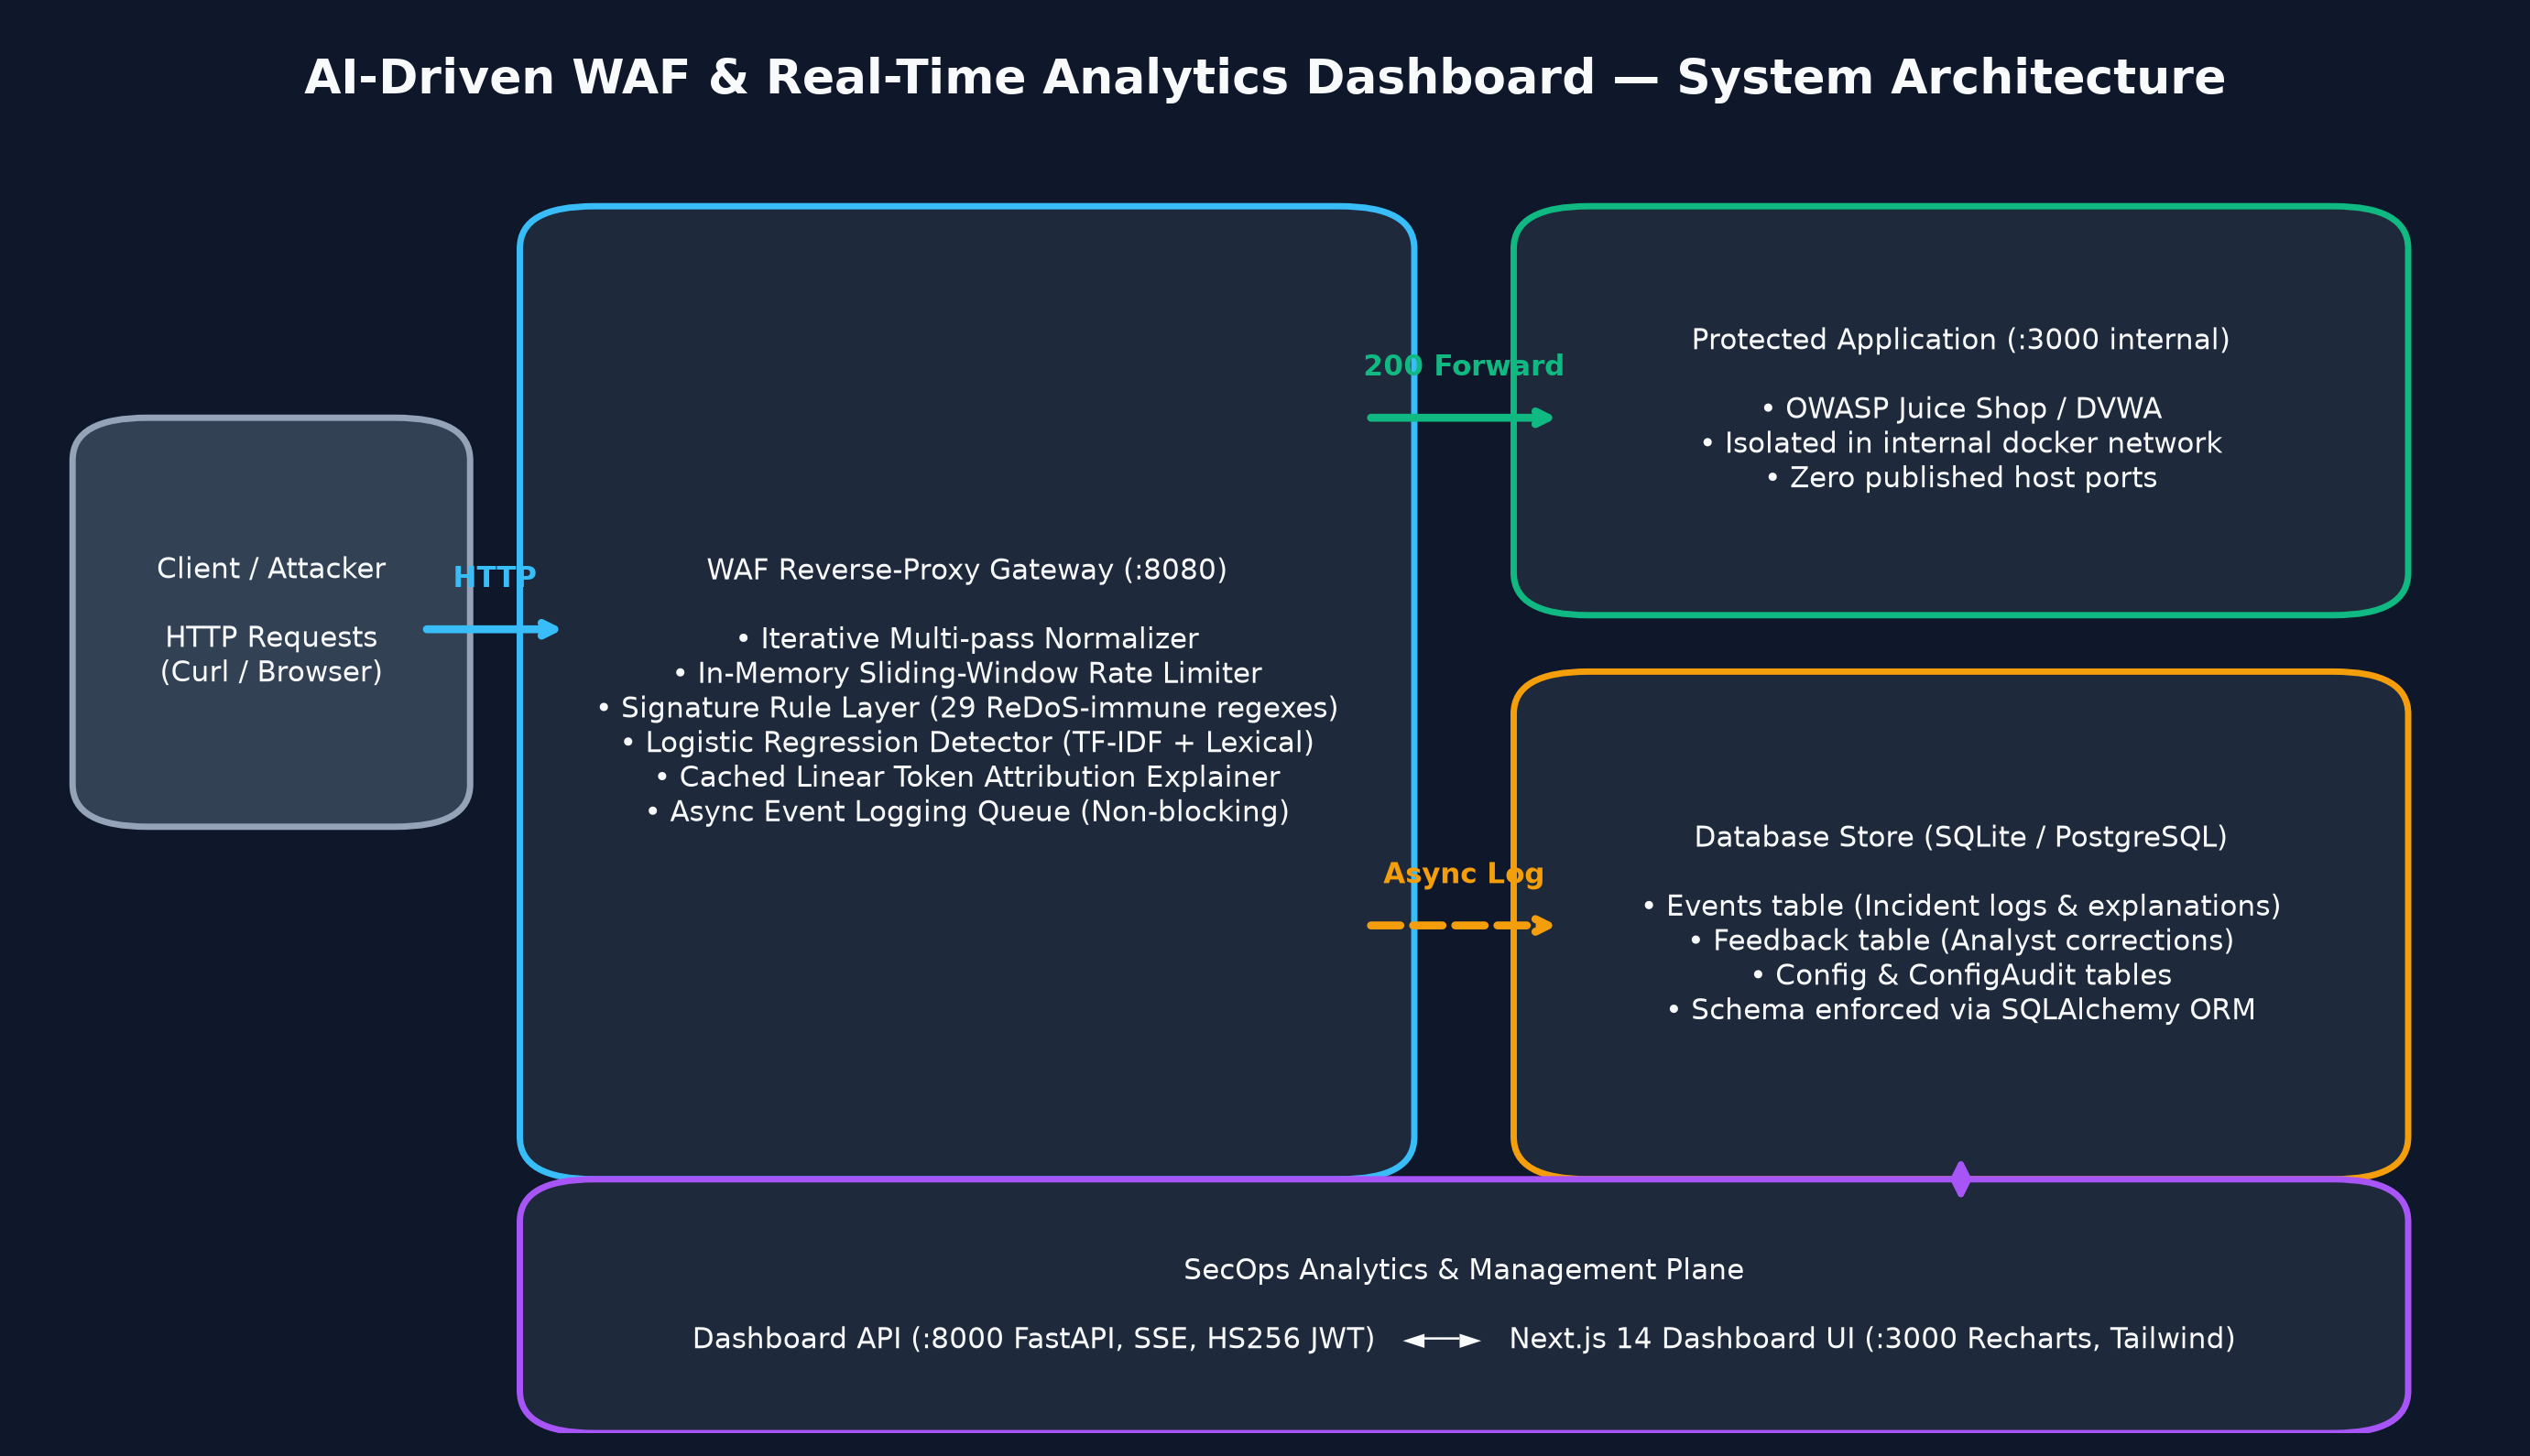 AI-Driven WAF & Real-Time Analytics Dashboard — System Architecture
Client / Attacker
HTTP Requests
(Curl / Browser)
HTTP
WAF Reverse-Proxy Gateway (:8080)
• Iterative Multi-pass Normalizer
• In-Memory Sliding-Window Rate Limiter
• Signature Rule Layer (29 ReDoS-immune regexes)
• Logistic Regression Detector (TF-IDF + Lexical)
• Cached Linear Token Attribution Explainer
• Async Event Logging Queue (Non-blocking)
200 Forward
Protected Application (:3000 internal)
• OWASP Juice Shop / DVWA
• Isolated in internal docker network
• Zero published host ports
Async Log
Database Store (SQLite / PostgreSQL)
• Events table (Incident logs & explanations)
• Feedback table (Analyst corrections)
• Config & ConfigAudit tables
• Schema enforced via SQLAlchemy ORM
SecOps Analytics & Management Plane
Dashboard API (:8000 FastAPI, SSE, HS256 JWT) ◄─► Next.js 14 Dashboard UI (:3000 Recharts, Tailwind)